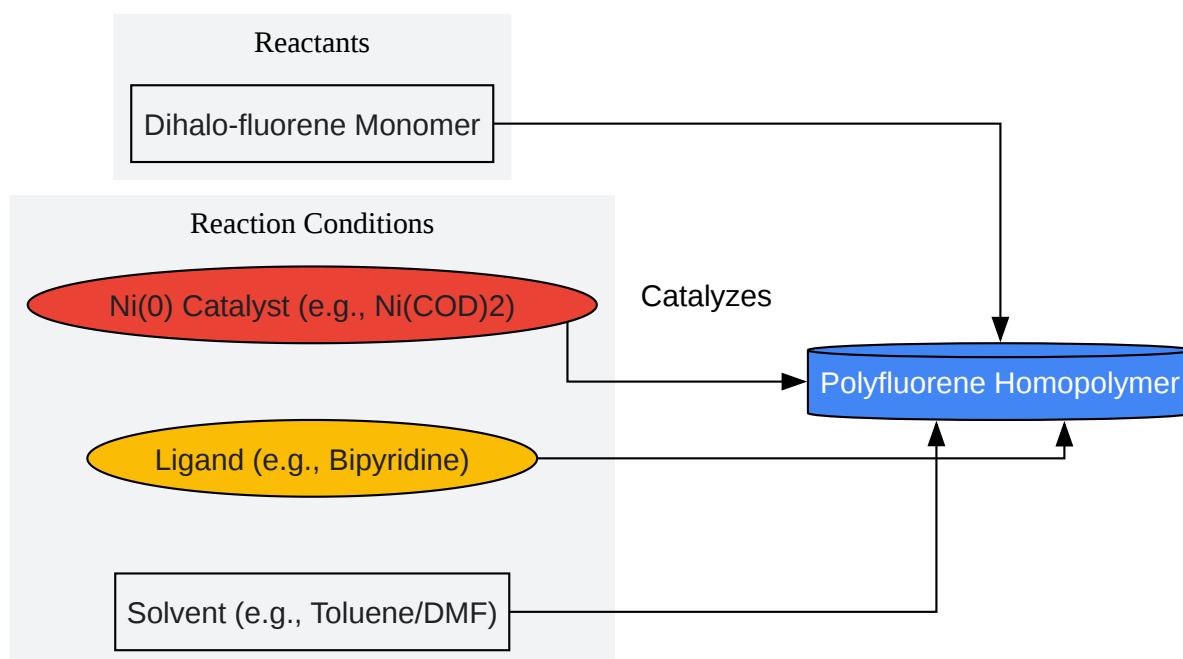 Reactants
Dihalo-fluorene Monomer
Reaction Conditions
Ni(0) Catalyst (e.g., Ni(COD)2)
Catalyzes
Polyfluorene Homopolymer
Ligand (e.g., Bipyridine)
Solvent (e.g., Toluene/DMF)